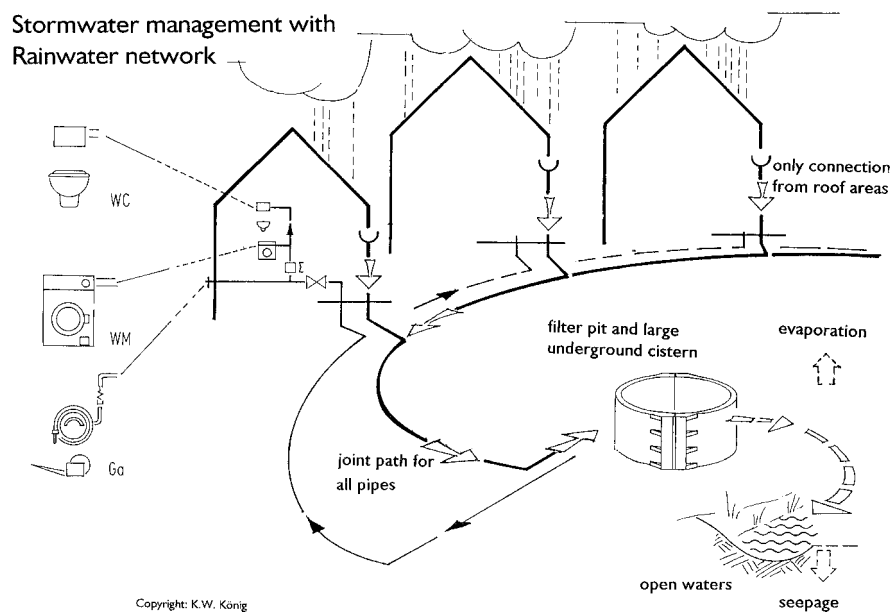 Stormwater management with
Rainwater network
WC
only connection
from roof areas
Σ
WM
filter pit and large
underground cistern
evaporation
joint path for
all pipes
Ga
open waters
seepage
Copyright: K.W. König